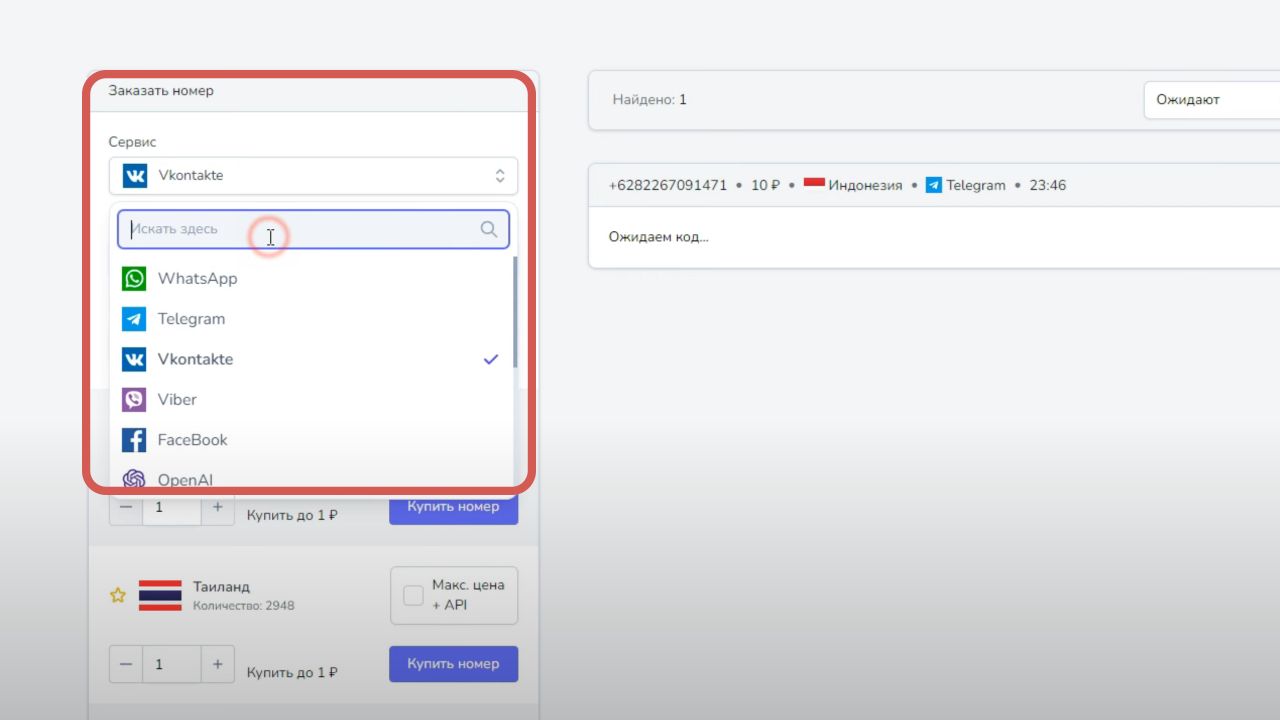 Заказать номер
Сервис
Vkontakte
Искать здесь
WhatsApp
Telegram
Vkontakte
Viber
FaceBook
OpenAI
1
Купить до 1 ₽
Купить номер
Таиланд
Количество: 2948
Макс. цена
+ API
1
Купить до 1 ₽
Купить номер
Найдено: 1
Ожидают
+6282267091471 • 10 ₽ • Индонезия • Telegram • 23:46
Ожидаем код...